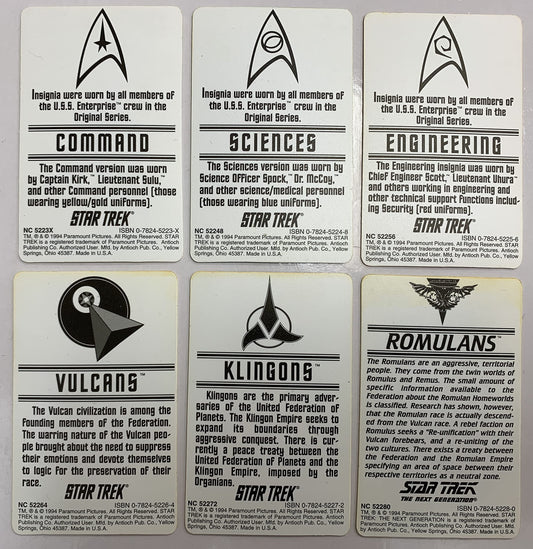 Insignia were worn by all members of
the U.S.S. Enterprise™ crew in the
Original Series.
COMMAND
The Command version was worn
by Captain Kirk,™ Lieutenant Sulu,™
and other Command personnel (those
wearing yellow/gold uniforms).
STAR TREK®
NC 5223X ISBN 0-7824-5223-X
TM, ® & © 1994 Paramount Pictures. All Rights Reserved. STAR
TREK is a registered trademark of Paramount Pictures. Antioch
Publishing Co. Authorized User. Mfd. by Antioch Pub. Co., Yellow
Springs, Ohio 45387. Made in U.S.A.
Insignia were worn by all members of
the U.S.S. Enterprise™ crew in the
Original Series.
SCIENCES
The Sciences version was worn by
Science Officer Spock,™ Dr. McCoy,™
and other science/medical personnel
(those wearing blue uniforms).
STAR TREK®
NC 52248 ISBN 0-7824-5224-8
TM, ® & © 1994 Paramount Pictures. All Rights Reserved. STAR
TREK is a registered trademark of Paramount Pictures. Antioch
Publishing Co. Authorized User. Mfd. by Antioch Pub. Co., Yellow
Springs, Ohio 45387. Made in U.S.A.
Insignia were worn by all members of
the U.S.S. Enterprise™ crew in the
Original Series.
ENGINEERING
The Engineering insignia was worn by
Chief Engineer Scott,™ Lieutenant Uhura™
and others working in engineering and
other technical support functions includ-
ing Security (red uniforms).
STAR TREK®
NC 52256 ISBN 0-7824-5225-6
TM, ® & © 1994 Paramount Pictures. All Rights Reserved. STAR
TREK is a registered trademark of Paramount Pictures. Antioch
Publishing Co. Authorized User. Mfd. by Antioch Pub. Co., Yellow
Springs, Ohio 45387. Made in U.S.A.
VULCANS™
The Vulcan civilization is among the
founding members of the Federation.
The warring nature of the Vulcan peo-
ple brought about the need to suppress
their emotions and devote themselves
to logic for the preservation of their
race.
STAR TREK®
NC 52264 ISBN 0-7824-5226-4
TM, ® & © 1994 Paramount Pictures. All Rights Reserved. STAR
TREK is a registered trademark of Paramount Pictures. Antioch
Publishing Co. Authorized User. Mfd. by Antioch Pub. Co., Yellow
Springs, Ohio 45387. Made in U.S.A.
KLINGONS™
Klingons are the primary adver-
saries of the United Federation of
Planets. The Klingon Empire seeks to
expand its boundaries through
aggressive conquest. There is cur-
rently a peace treaty between the
United Federation of Planets and the
Klingon Empire, imposed by the
Organians.
STAR TREK®
NC 52272 ISBN 0-7824-5227-2
TM, ® & © 1994 Paramount Pictures. All Rights Reserved. STAR
TREK is a registered trademark of Paramount Pictures. Antioch
Publishing Co. Authorized User. Mfd. by Antioch Pub. Co., Yellow
Springs, Ohio 45387. Made in U.S.A.
ROMULANS™
The Romulans are an aggressive, territorial
people. They come from the twin worlds of
Romulus and Remus. The small amount of
specific information available to the
Federation about the Romulan Homeworlds
is classified. Research has shown, however,
that the Romulan race is actually descend-
ed from the Vulcan race. A rebel faction on
Romulus seeks a "Re-unification" with their
Vulcan forebears, and a re-uniting of the
two cultures. There exists a treaty between
the Federation and the Romulan Empire
specifying an area of space between their
respective territories as a neutral zone.
STAR TREK
THE NEXT GENERATION®
NC 52280 ISBN 0-7824-5228-0
TM, ® & © 1994 Paramount Pictures. All Rights Reserved. STAR
TREK: THE NEXT GENERATION is a registered trademark of Paramount
Pictures. Antioch Publishing Co. Authorized User. Mfd. by Antioch
Pub. Co., Yellow Springs, Ohio 45387. Made in U.S.A.